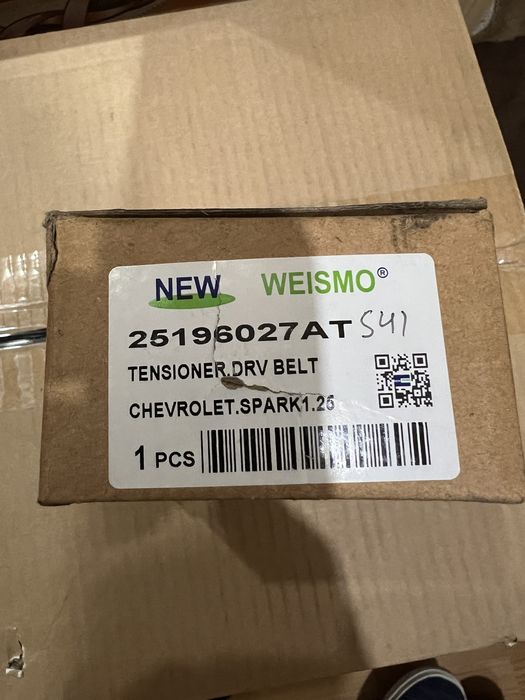 NEW WEISMO®
25196027AT S41
TENSIONER.DRV BELT
CHEVROLET.SPARK1.25
1 PCS